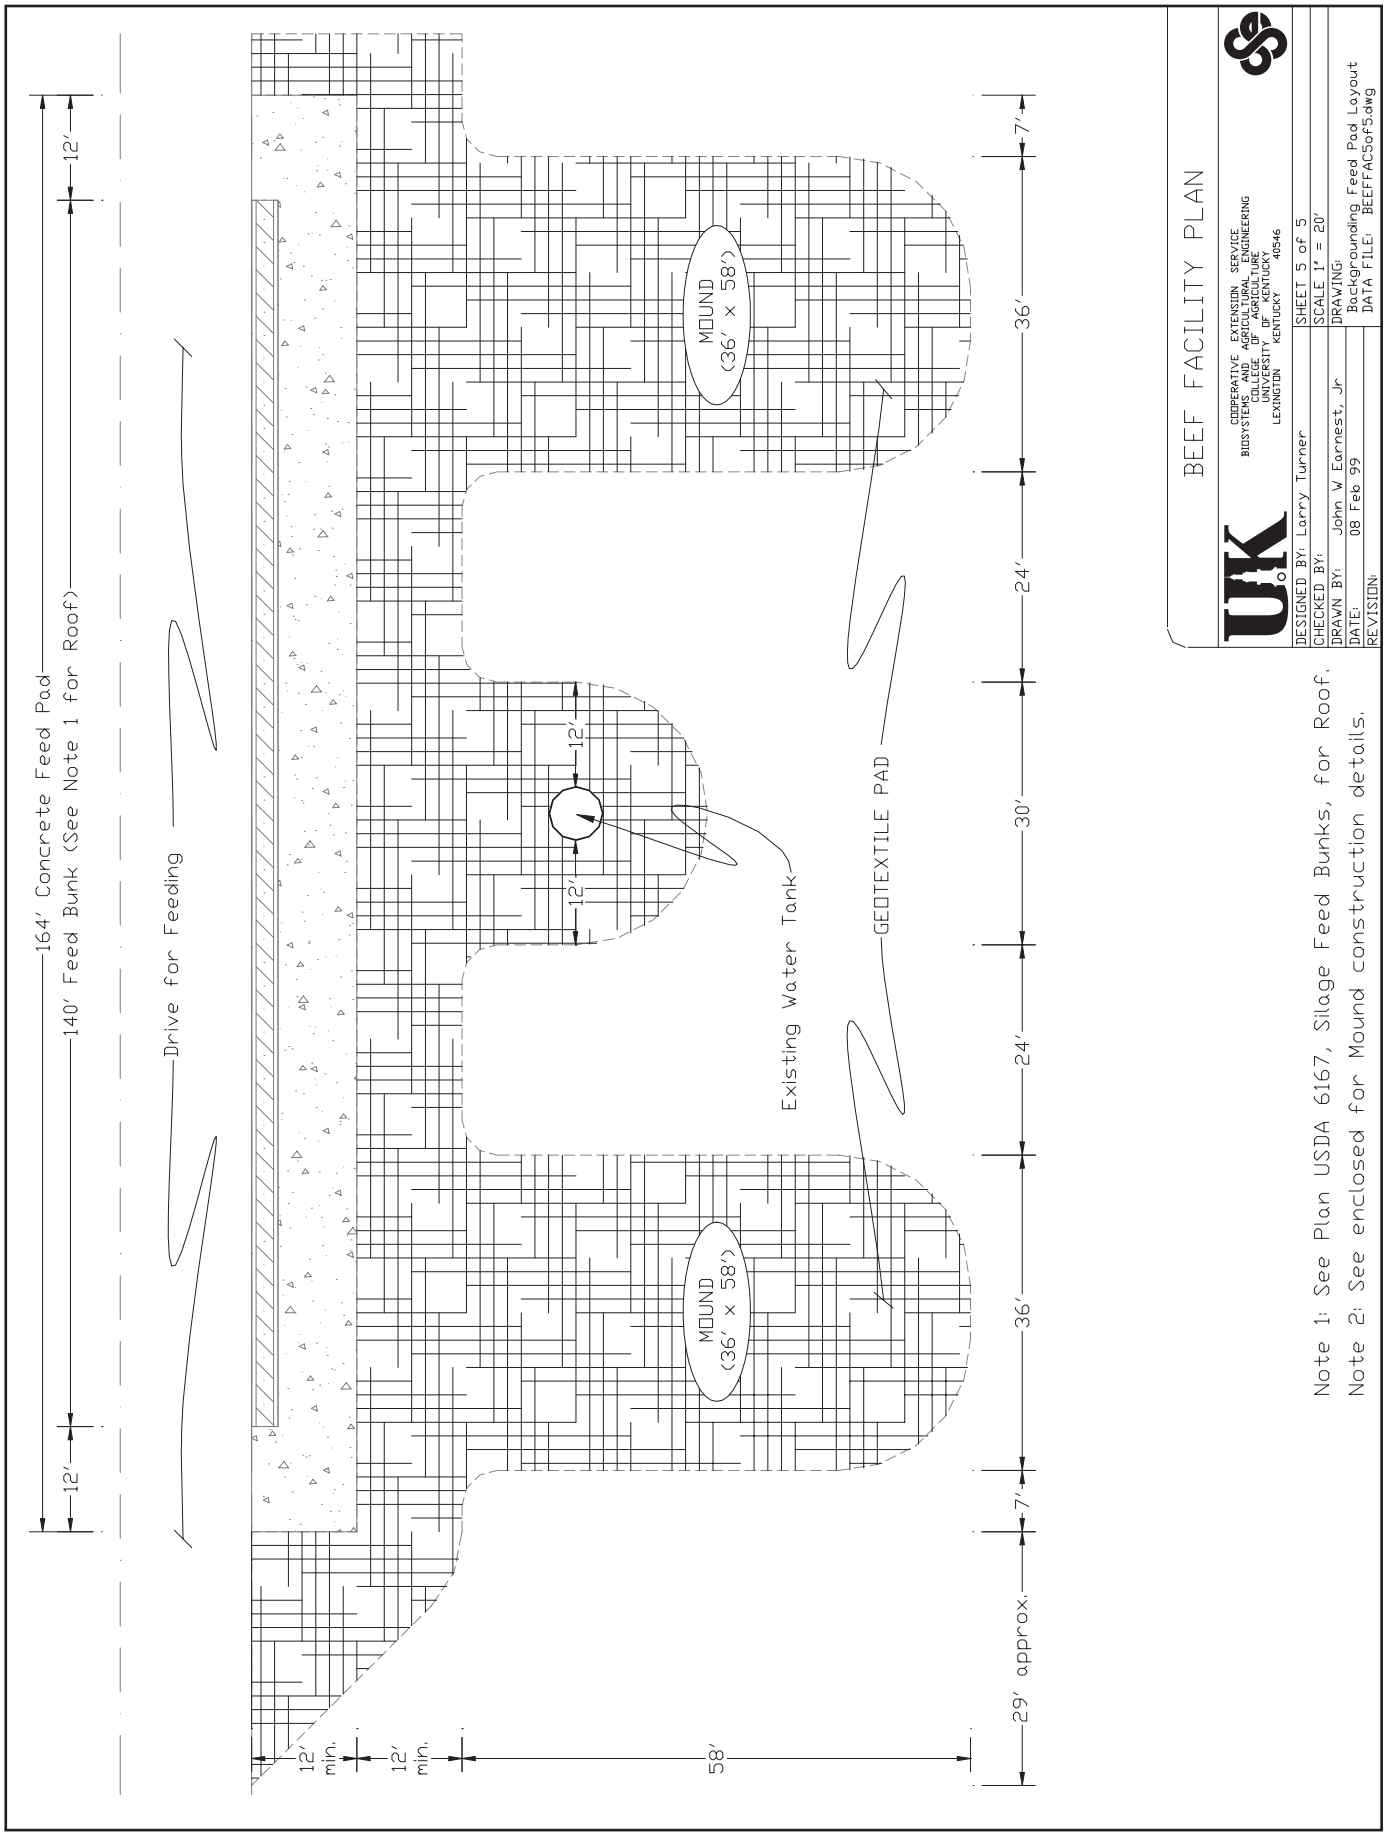 164' Concrete Feed Pad
12'
140' Feed Bunk (See Note 1 for Roof)
12'
Drive for Feeding
12'
min.
12'
min.
58'
MOUND
(36' x 58')
12'
12'
MOUND
(36' x 58')
Existing Water Tank
GEOTEXTILE PAD
29' approx.
7'
36'
24'
30'
24'
36'
7'
Note 1: See Plan USDA 6167, Silage Feed Bunks, for Roof.
Note 2: See enclosed for Mound construction details.
BEEF FACILITY PLAN
UK
COOPERATIVE EXTENSION SERVICE
BIOSYSTEMS AND AGRICULTURAL ENGINEERING
COLLEGE OF AGRICULTURE
UNIVERSITY OF KENTUCKY
LEXINGTON KENTUCKY 40546
DESIGNED BY: Larry Turner
SHEET 5 of 5
CHECKED BY:
SCALE 1" = 20'
DRAWN BY: John W Earnest, Jr
DRAWING:
Backgrounding Feed Pad Layout
DATE: 08 Feb 99
DATA FILE: BEEFFAC5of5.dwg
REVISION: